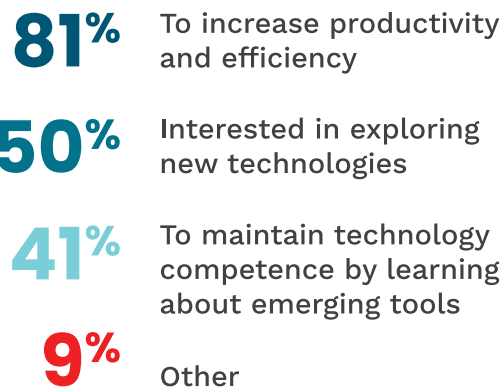 81% To increase productivity
and efficiency
50% Interested in exploring
new technologies
41% To maintain technology
competence by learning
about emerging tools
9% Other